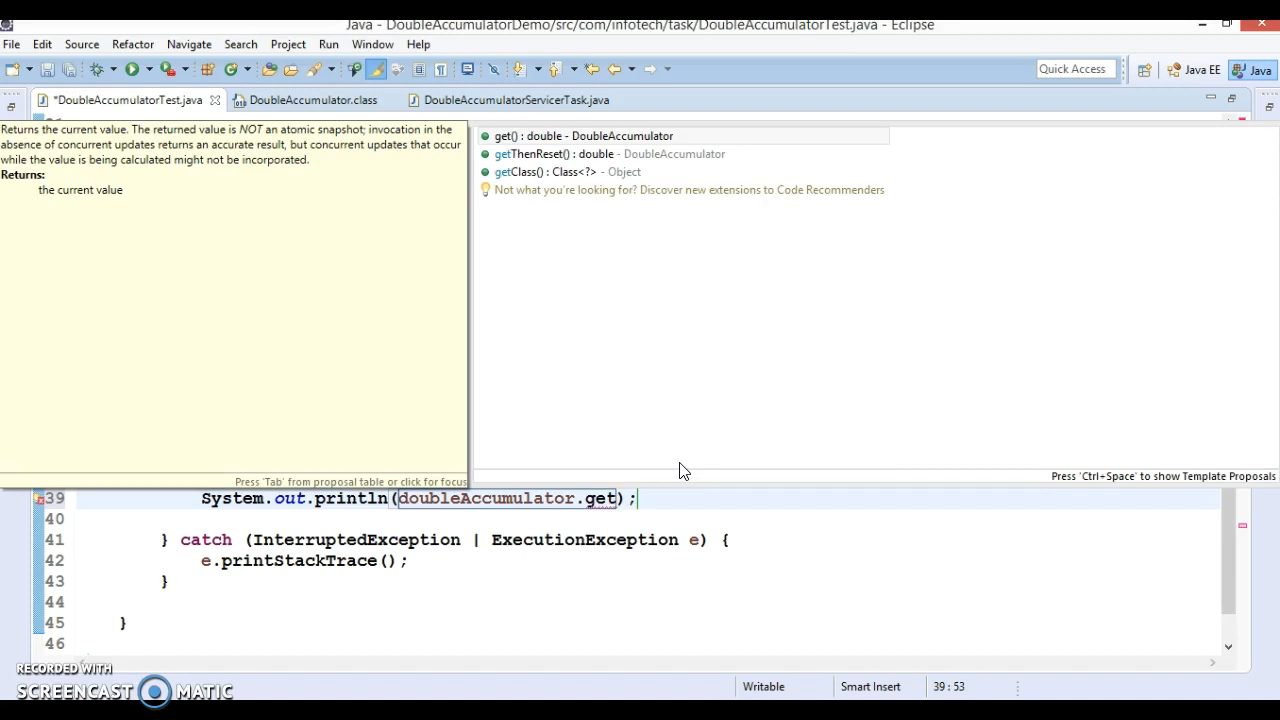 Java - DoubleAccumulatorDemo/src/com/infotech/task/DoubleAccumulatorTest.java - Eclipse
File Edit Source Refactor Navigate Search Project Run Window Help
Quick Access Java EE Java
*DoubleAccumulatorTest.java DoubleAccumulator.class DoubleAccumulatorServicerTask.java
Returns the current value. The returned value is NOT an atomic snapshot; invocation in the
absence of concurrent updates returns an accurate result, but concurrent updates that occur
while the value is being calculated might not be incorporated.
Returns:
the current value
Press 'Tab' from proposal table or click for focus
get() : double - DoubleAccumulator
getThenReset() : double - DoubleAccumulator
getClass() : Class<?> - Object
Not what you're looking for? Discover new extensions to Code Recommenders
Press 'Ctrl+Space' to show Template Proposals
39 System.out.println(doubleAccumulator.get);
40
41 } catch (InterruptedException | ExecutionException e) {
42 e.printStackTrace();
43 }
44
45 }
46
RECORDED WITH
SCREENCAST MATIC
Writable Smart Insert 39 : 53